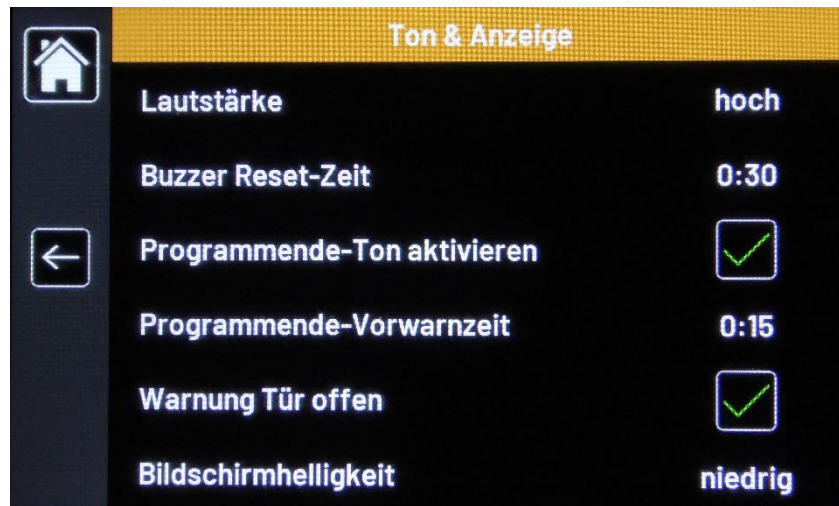 Ton & Anzeige
Lautstärke hoch
Buzzer Reset-Zeit 0:30
Programmende-Ton aktivieren
Programmende-Vorwarnzeit 0:15
Warnung Tür offen
Bildschirmhelligkeit niedrig